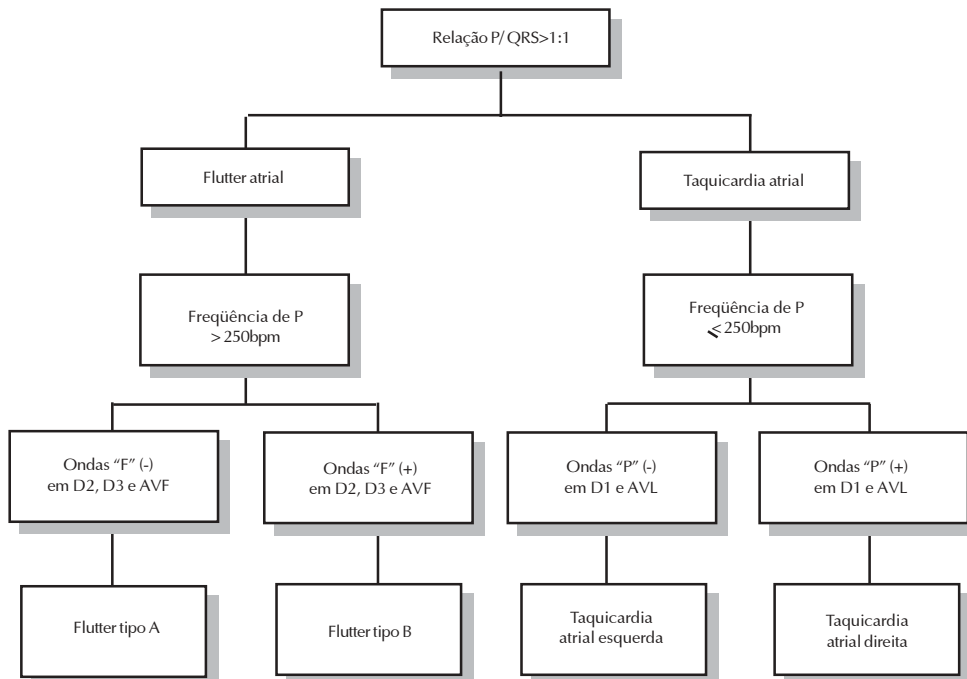 Relação P/ QRS>1:1
Flutter atrial
Taquicardia atrial
Freqüência de P
> 250bpm
Freqüência de P
≤ 250bpm
Ondas “F” (-)
em D2, D3 e AVF
Ondas “F” (+)
em D2, D3 e AVF
Ondas “P” (-)
em D1 e AVL
Ondas “P” (+)
em D1 e AVL
Flutter tipo A
Flutter tipo B
Taquicardia
atrial esquerda
Taquicardia
atrial direita